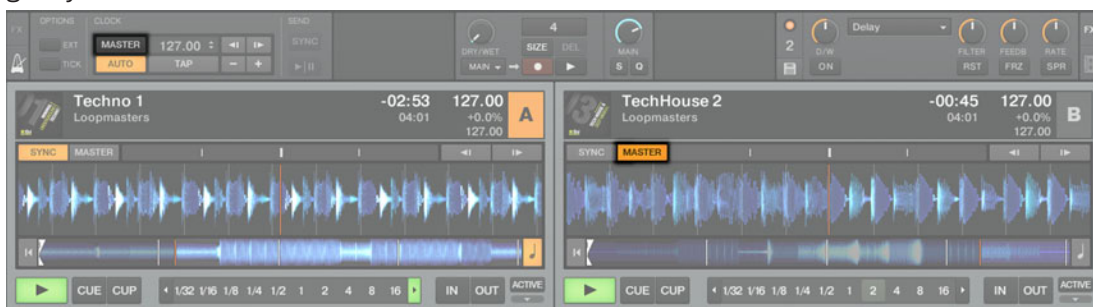 OPTIONS CLOCK SEND
FX
EXT MASTER 127.00 SYNC
TICK AUTO TAP − +
DRY/WET 4 MAIN
SIZE DEL
MAIN S Q
2 D/W Delay FILTER FEEDB RATE FX
ON RST FRZ SPR
Techno 1 -02:53 127.00 A
Loopmasters 04:01 +0.0%
127.00
SYNC MASTER
CUE CUP 1/32 1/16 1/8 1/4 1/2 1 2 4 8 16 IN OUT ACTIVE
TechHouse 2 -00:45 127.00 B
Loopmasters 04:01 +0.0%
127.00
SYNC MASTER
CUE CUP 1/32 1/16 1/8 1/4 1/2 1 2 4 8 16 IN OUT ACTIVE